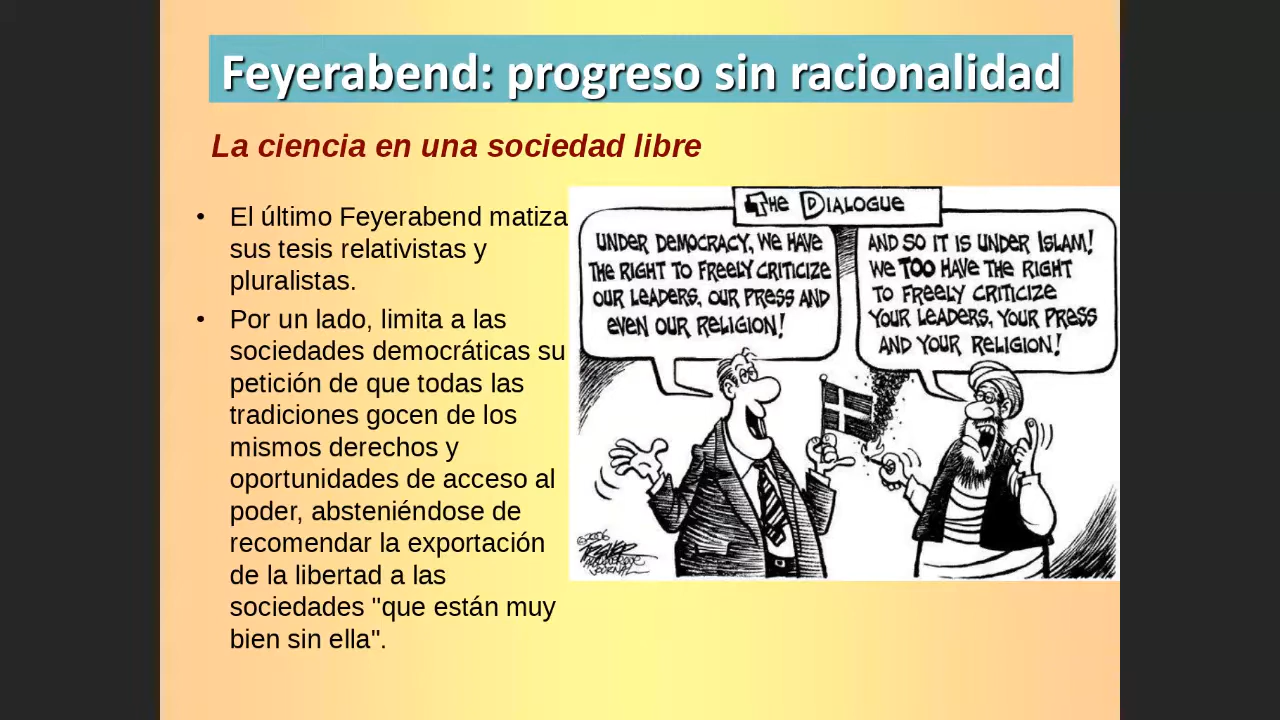 Feyerabend: progreso sin racionalidad
La ciencia en una sociedad libre
• El último Feyerabend matiza
sus tesis relativistas y
pluralistas.
• Por un lado, limita a las
sociedades democráticas su
petición de que todas las
tradiciones gocen de los
mismos derechos y
oportunidades de acceso al
poder, absteniéndose de
recomendar la exportación
de la libertad a las
sociedades "que están muy
bien sin ella".
THE DIALOGUE
UNDER DEMOCRACY, WE HAVE
THE RIGHT TO FREELY CRITICIZE
OUR LEADERS, OUR PRESS AND
EVEN OUR RELIGION!
AND SO IT IS UNDER ISLAM!
WE TOO HAVE THE RIGHT
TO FREELY CRITICIZE
YOUR LEADERS, YOUR PRESS
AND YOUR RELIGION!
©2006
TREVER
ALBUQUERQUE
JOURNAL